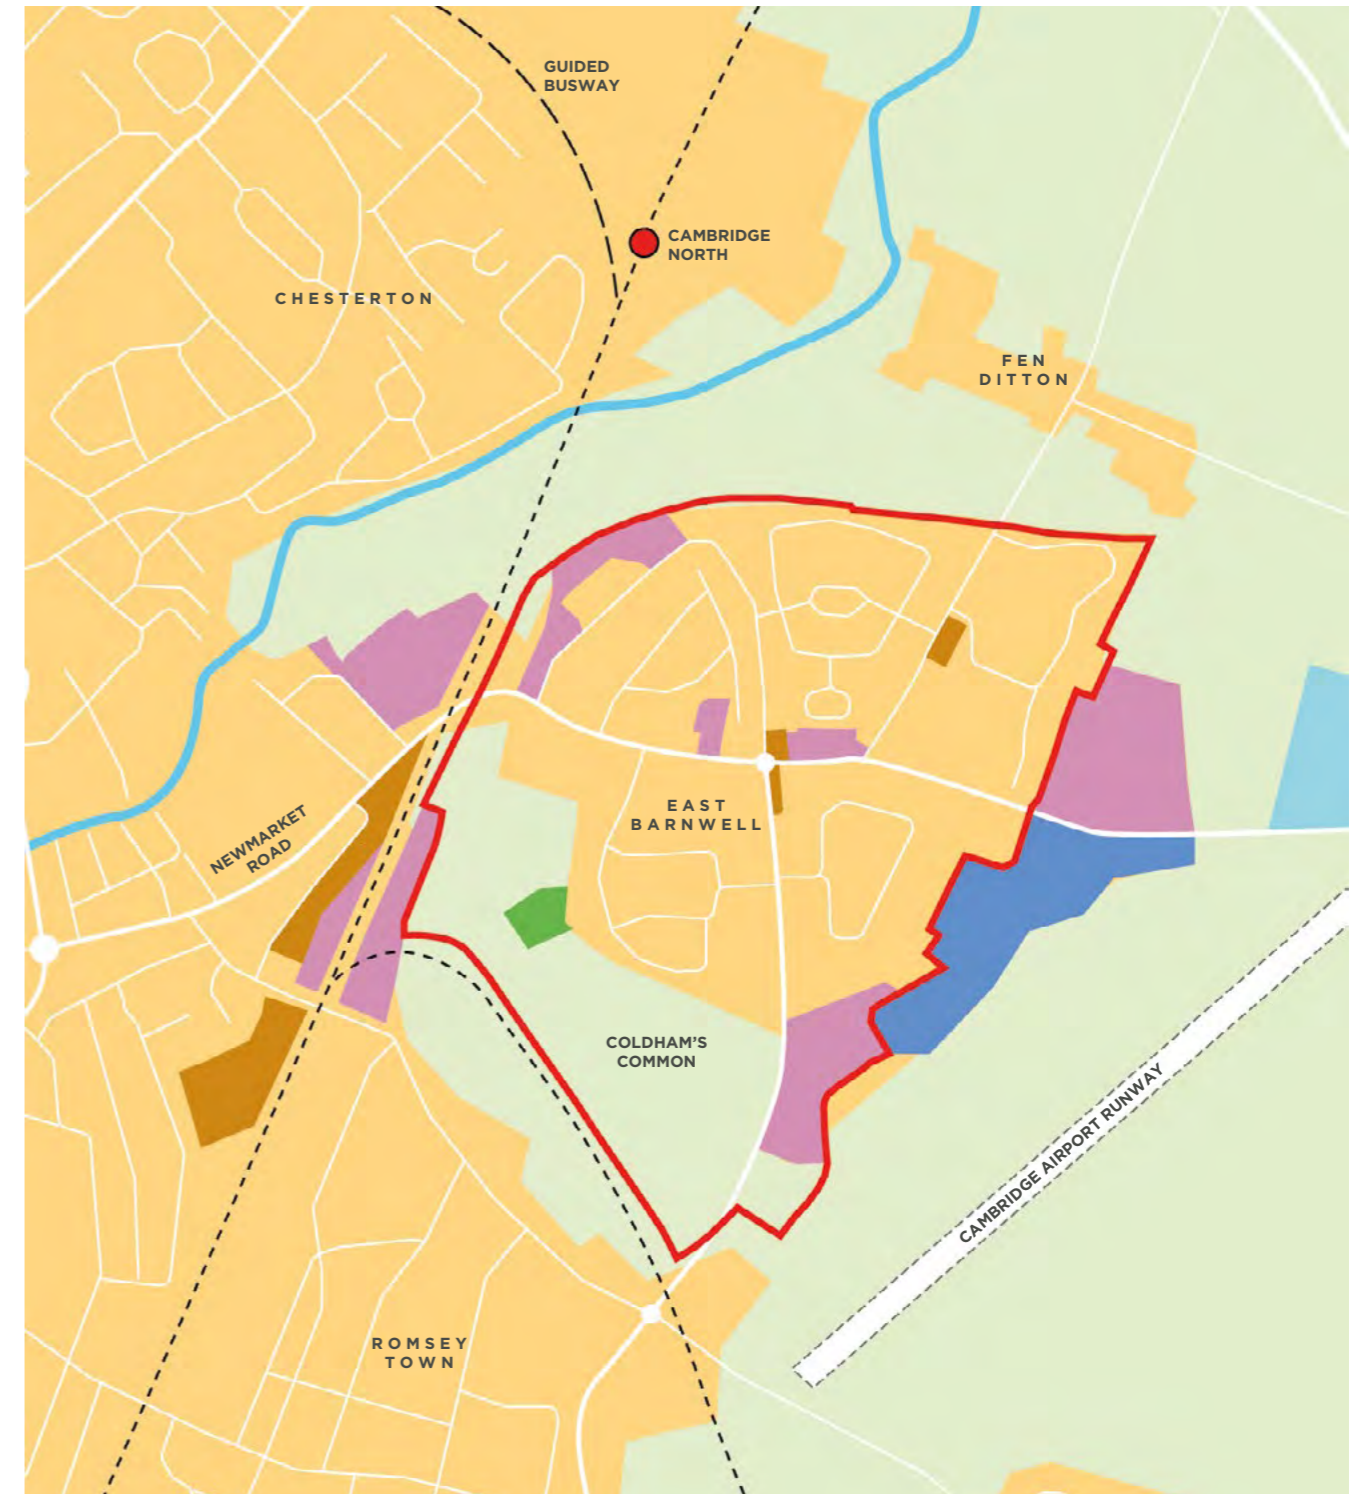 GUIDED
BUSWAY
CAMBRIDGE
NORTH
CHESTERTON
FEN
DITTON
EAST
BARNWELL
NEWMARKET
ROAD
COLDHAM'S
COMMON
CAMBRIDGE AIRPORT RUNWAY
ROMSEY
TOWN